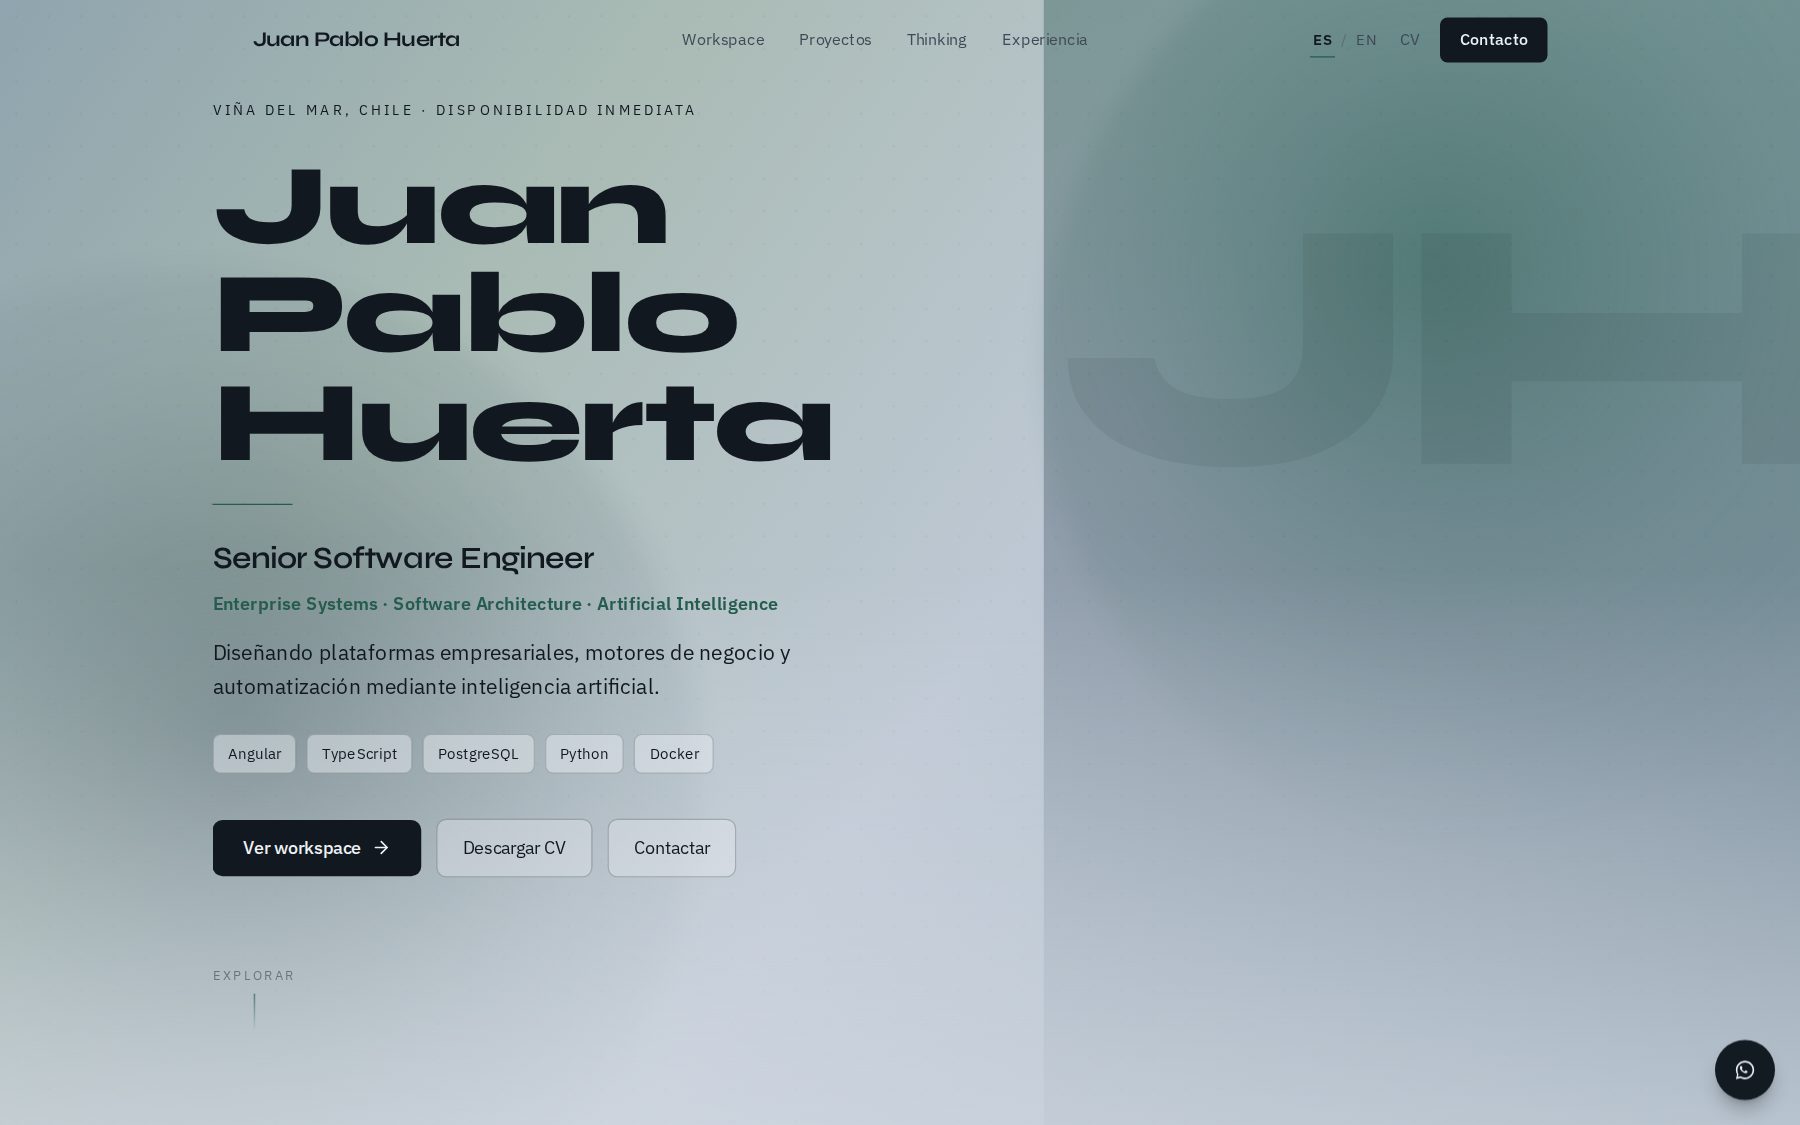 Juan Pablo Huerta
Workspace Proyectos Thinking Experiencia
ES / EN CV Contacto
VIÑA DEL MAR, CHILE · DISPONIBILIDAD INMEDIATA
Juan
Pablo
Huerta
JH
Senior Software Engineer
Enterprise Systems · Software Architecture · Artificial Intelligence
Diseñando plataformas empresariales, motores de negocio y
automatización mediante inteligencia artificial.
Angular TypeScript PostgreSQL Python Docker
Ver workspace → Descargar CV Contactar
EXPLORAR